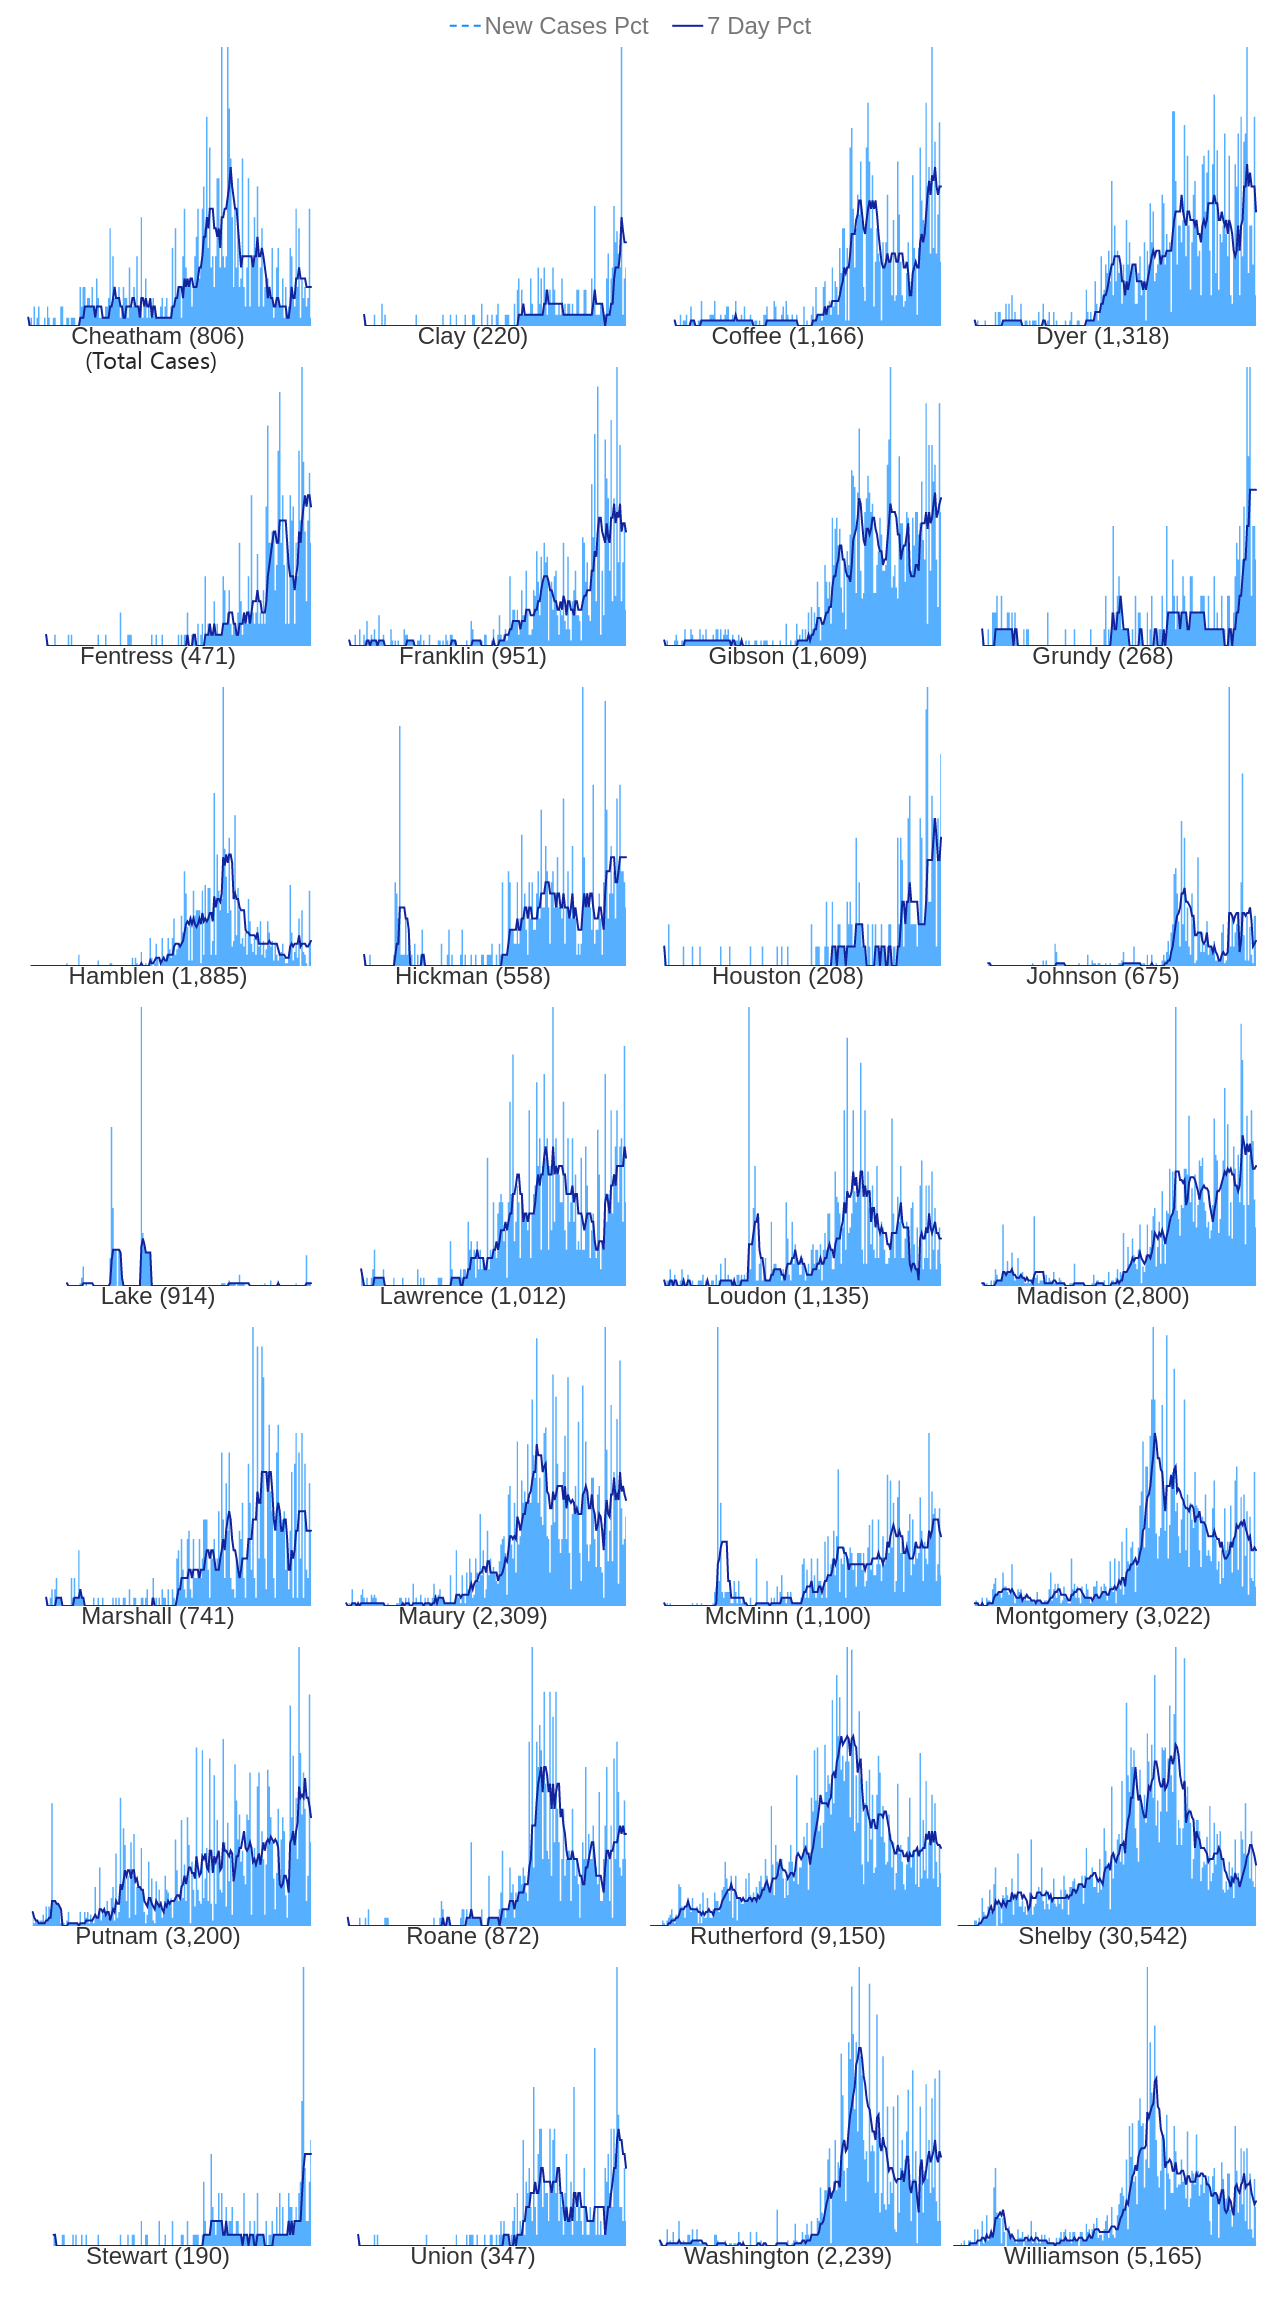 New Cases Pct 7 Day Pct
Cheatham (806) Clay (220) Coffee (1,166) Dyer (1,318)
(Total Cases)
Fentress (471) Franklin (951) Gibson (1,609) Grundy (268)
Hamblen (1,885) Hickman (558) Houston (208) Johnson (675)
Lake (914) Lawrence (1,012) Loudon (1,135) Madison (2,800)
Marshall (741) Maury (2,309) McMinn (1,100) Montgomery (3,022)
Putnam (3,200) Roane (872) Rutherford (9,150) Shelby (30,542)
Stewart (190) Union (347) Washington (2,239) Williamson (5,165)